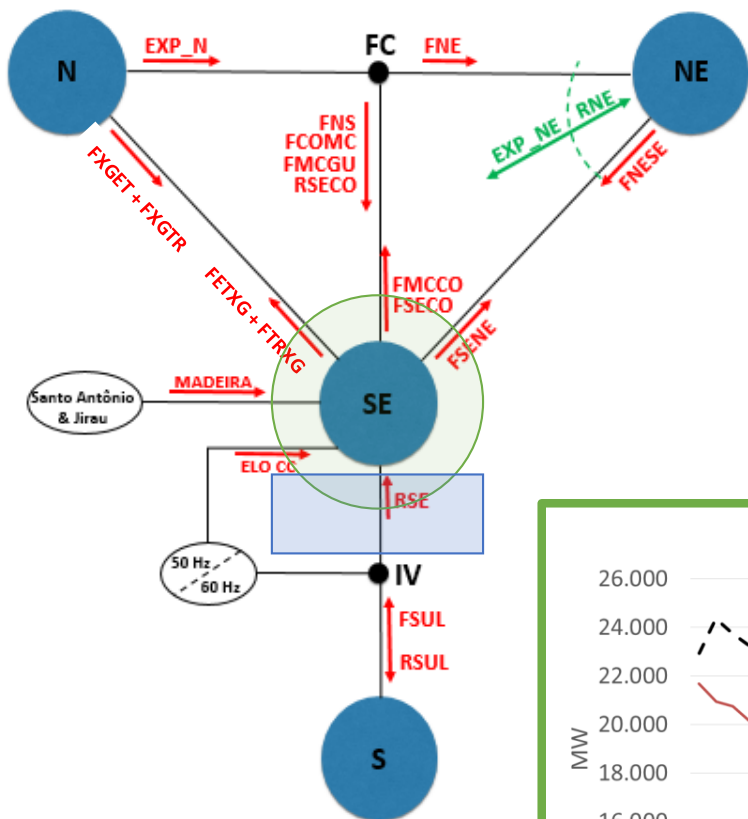 N
EXP_N
FC
FNE
NE
FNS
FCOMC
FMCGU
RSECO
EXP_NE RNE
FNESE
FXGET + FXGTR
FETXG + FTRXG
FMCCO
FSECO
FSENE
SE
MADEIRA
Santo Antônio
& Jirau
ELO CC
RSE
50 Hz
60 Hz
IV
FSUL
RSUL
S
MW
26.000
24.000
22.000
20.000
18.000
16.000